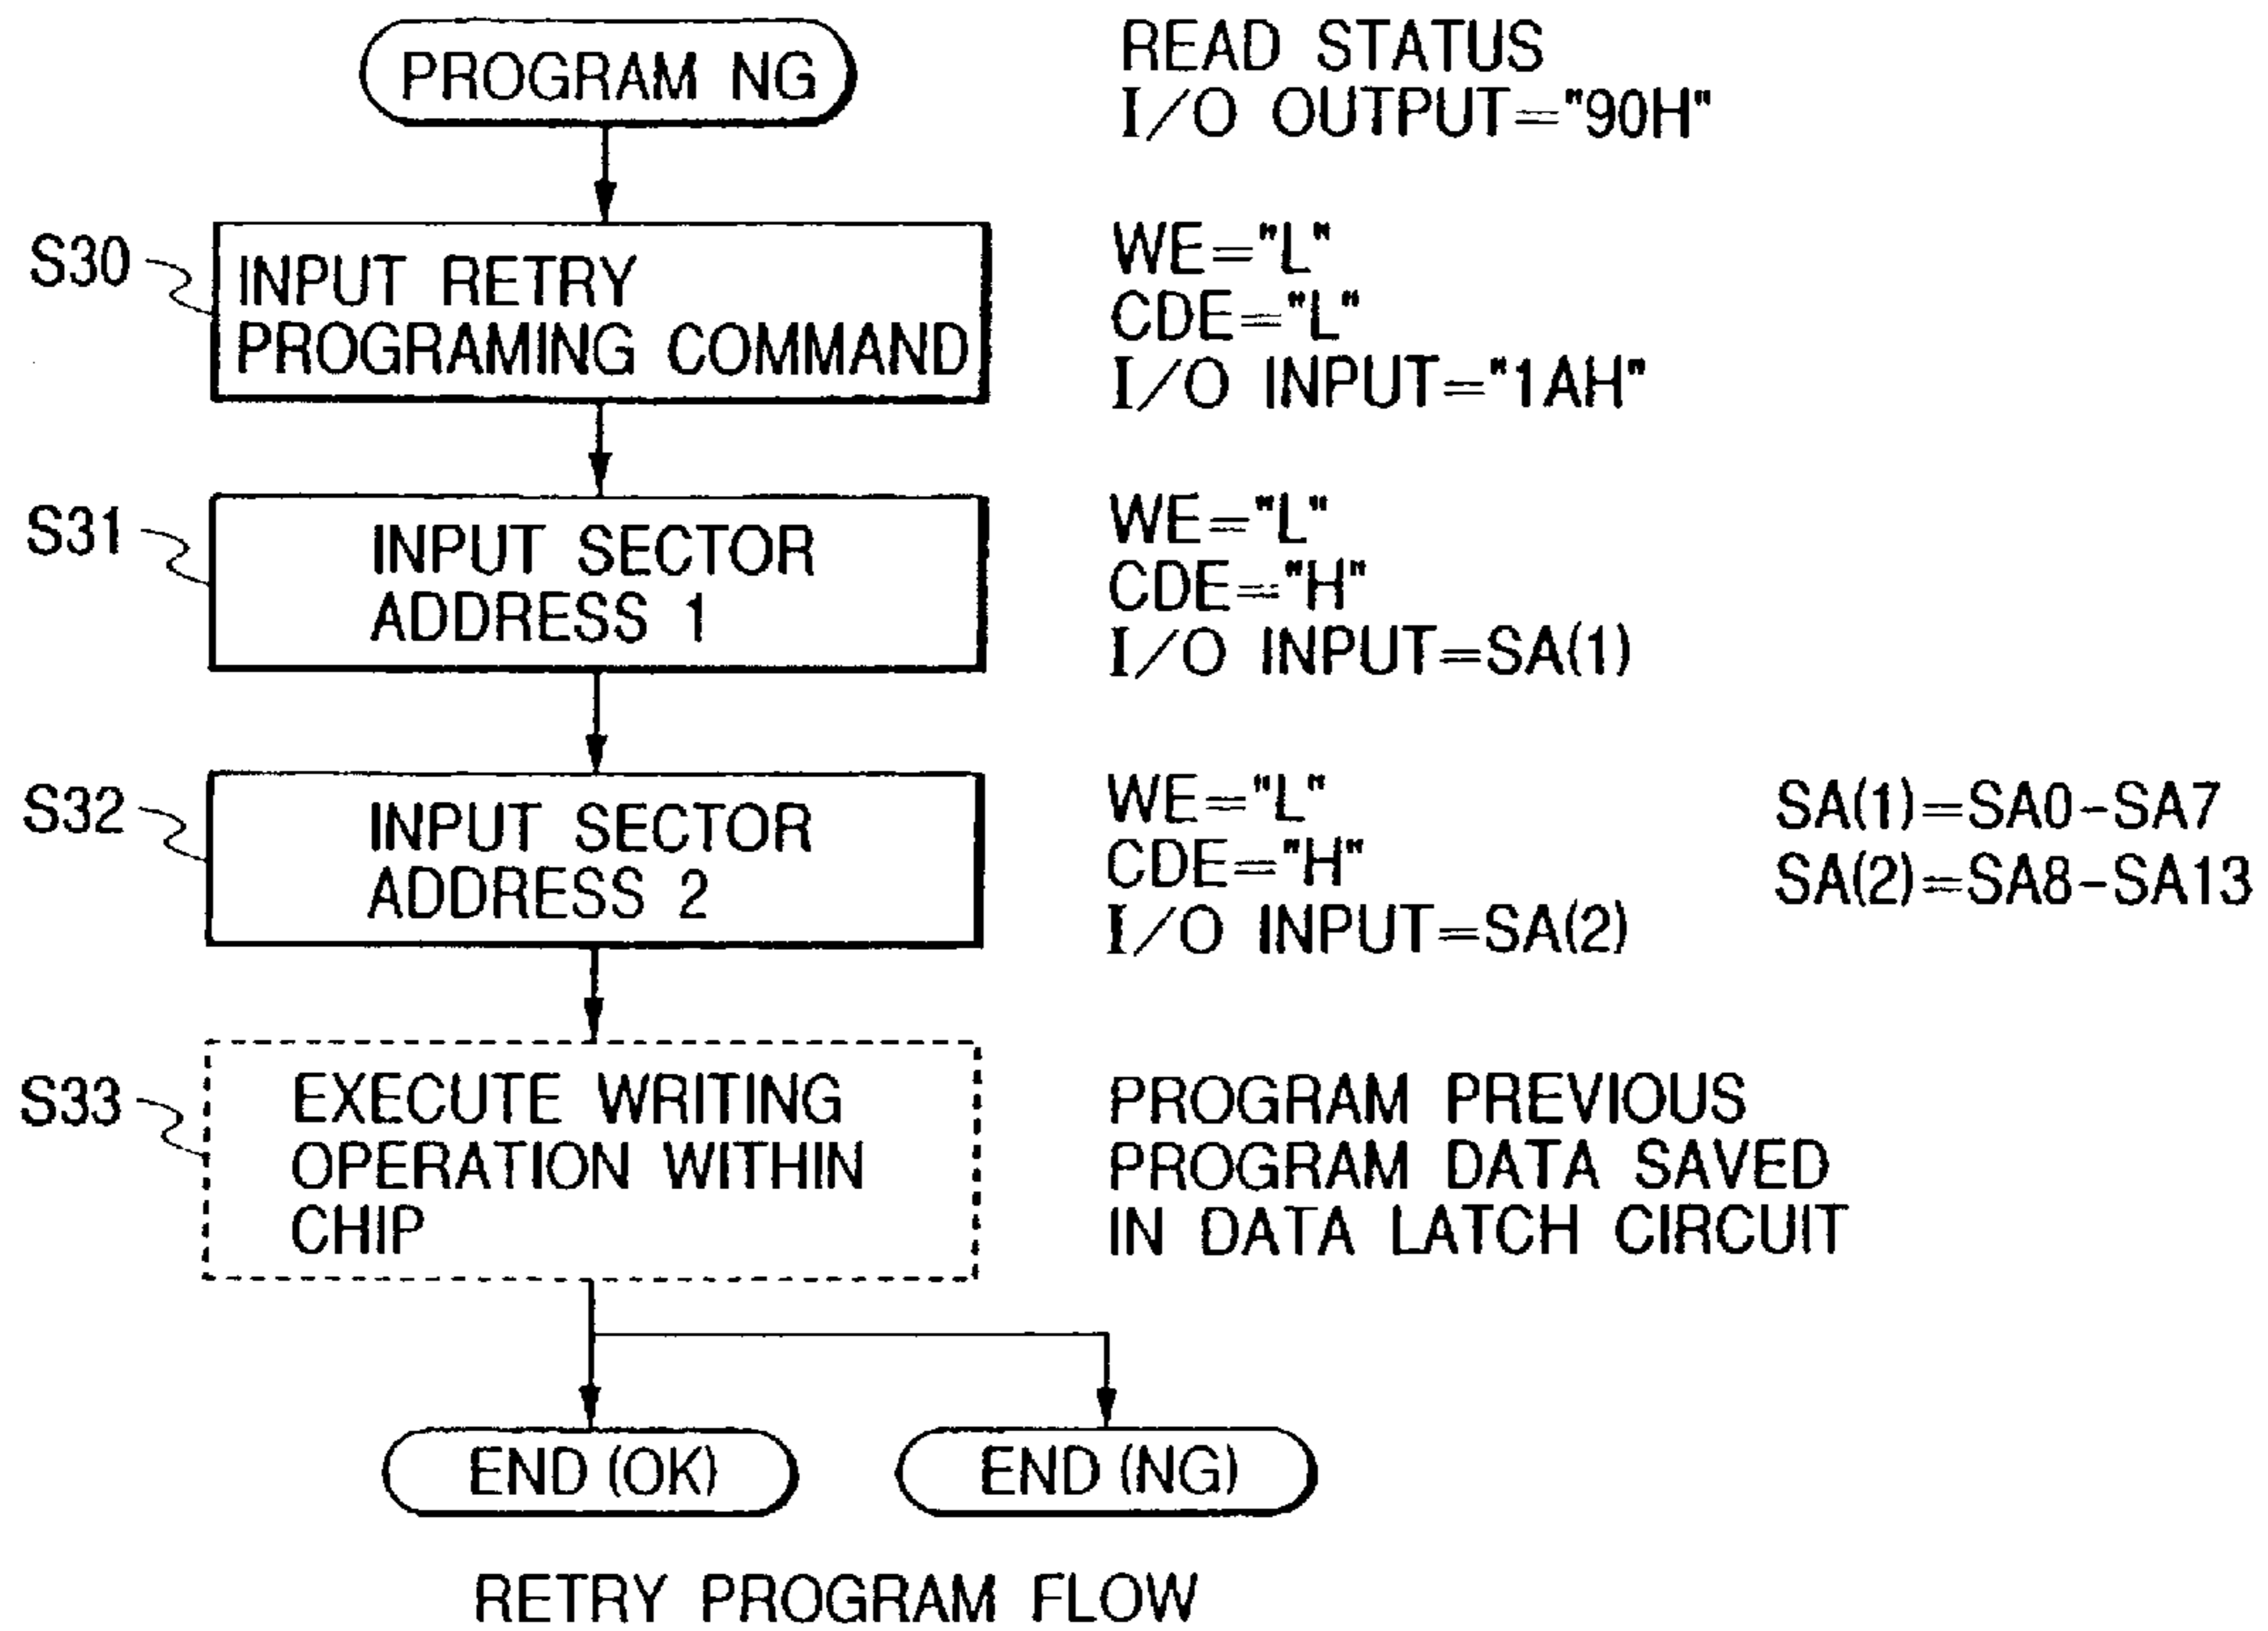 PROGRAM NG
READ STATUS
I/O OUTPUT="90H"
S30
INPUT RETRY
PROGRAMING COMMAND
WE="L"
CDE="L"
I/O INPUT="1AH"
S31
INPUT SECTOR
ADDRESS 1
WE="L"
CDE="H"
I/O INPUT=SA(1)
S32
INPUT SECTOR
ADDRESS 2
WE="L"
CDE="H"
I/O INPUT=SA(2)
SA(1)=SA0-SA7
SA(2)=SA8-SA13
S33
EXECUTE WRITING
OPERATION WITHIN
CHIP
PROGRAM PREVIOUS
PROGRAM DATA SAVED
IN DATA LATCH CIRCUIT
END (OK)
END (NG)
RETRY PROGRAM FLOW